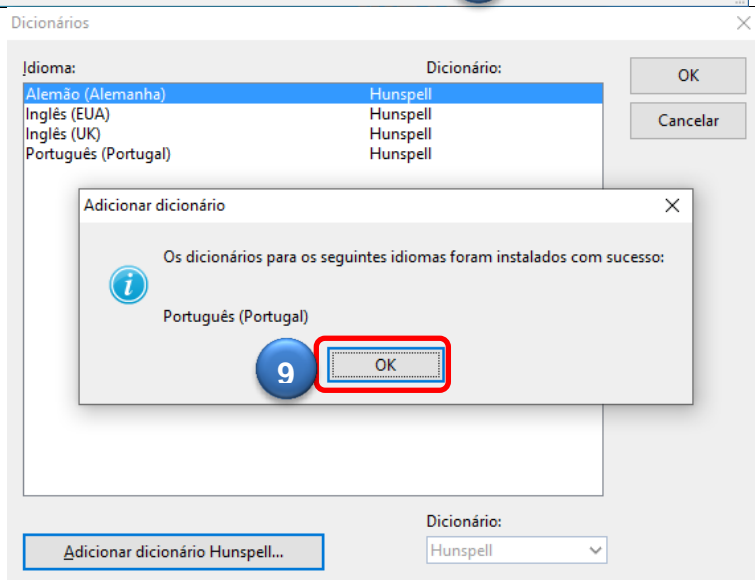 Dicionários
Idioma: Dicionário: OK
Alemão (Alemanha) Hunspell
Inglês (EUA) Hunspell
Inglês (UK) Hunspell Cancelar
Português (Portugal) Hunspell
Adicionar dicionário
Os dicionários para os seguintes idiomas foram instalados com sucesso:
Português (Portugal)
9 OK
Dicionário:
Adicionar dicionário Hunspell... Hunspell